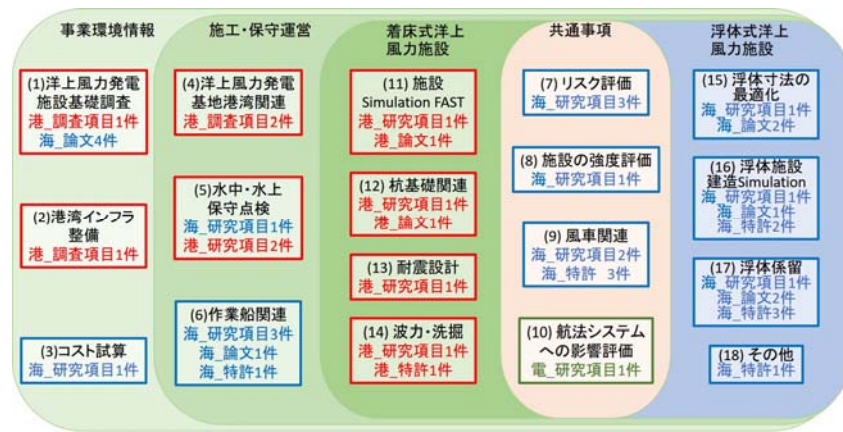 事業環境情報
(1)洋上風力発電
施設基礎調査
港_調査項目1件
海_論文4件
(2)港湾インフラ
整備
港_調査項目1件
(3)コスト試算
海_研究項目1件
施工・保守運営
(4)洋上風力発電
基地港湾関連
港_調査項目2件
(5)水中・水上
保守点検
海_研究項目1件
港_研究項目2件
(6)作業船関連
海_研究項目3件
海_論文1件
海_特許1件
着床式洋上
風力施設
(11) 施設
Simulation FAST
港_研究項目1件
港_論文1件
(12) 杭基礎関連
港_研究項目1件
港_論文1件
(13) 耐震設計
港_研究項目1件
(14) 波力・洗掘
港_研究項目1件
港_特許1件
共通事項
(7) リスク評価
海_研究項目3件
(8) 施設の強度評価
海_研究項目1件
(9) 風車関連
海_研究項目2件
海_特許 3件
(10) 航法システム
への影響評価
電_研究項目1件
浮体式洋上
風力施設
(15) 浮体寸法の
最適化
海_研究項目1件
海_論文2件
(16) 浮体施設
建造Simulation
海_研究項目1件
海_論文1件
海_特許2件
(17) 浮体係留
海_研究項目1件
海_論文2件
海_特許3件
(18) その他
海_特許1件